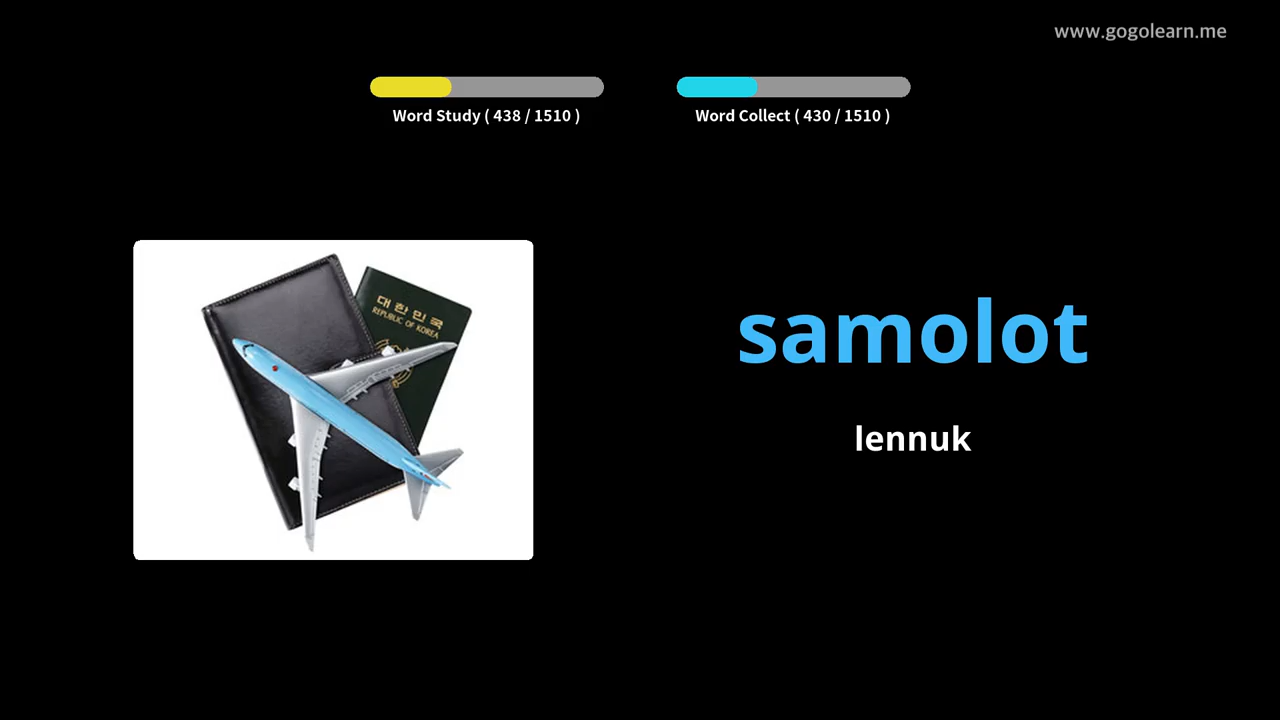 www.gogolearn.me
Word Study ( 438 / 1510 )
Word Collect ( 430 / 1510 )
대한민국
REPUBLIC OF KOREA
samolot
lennuk